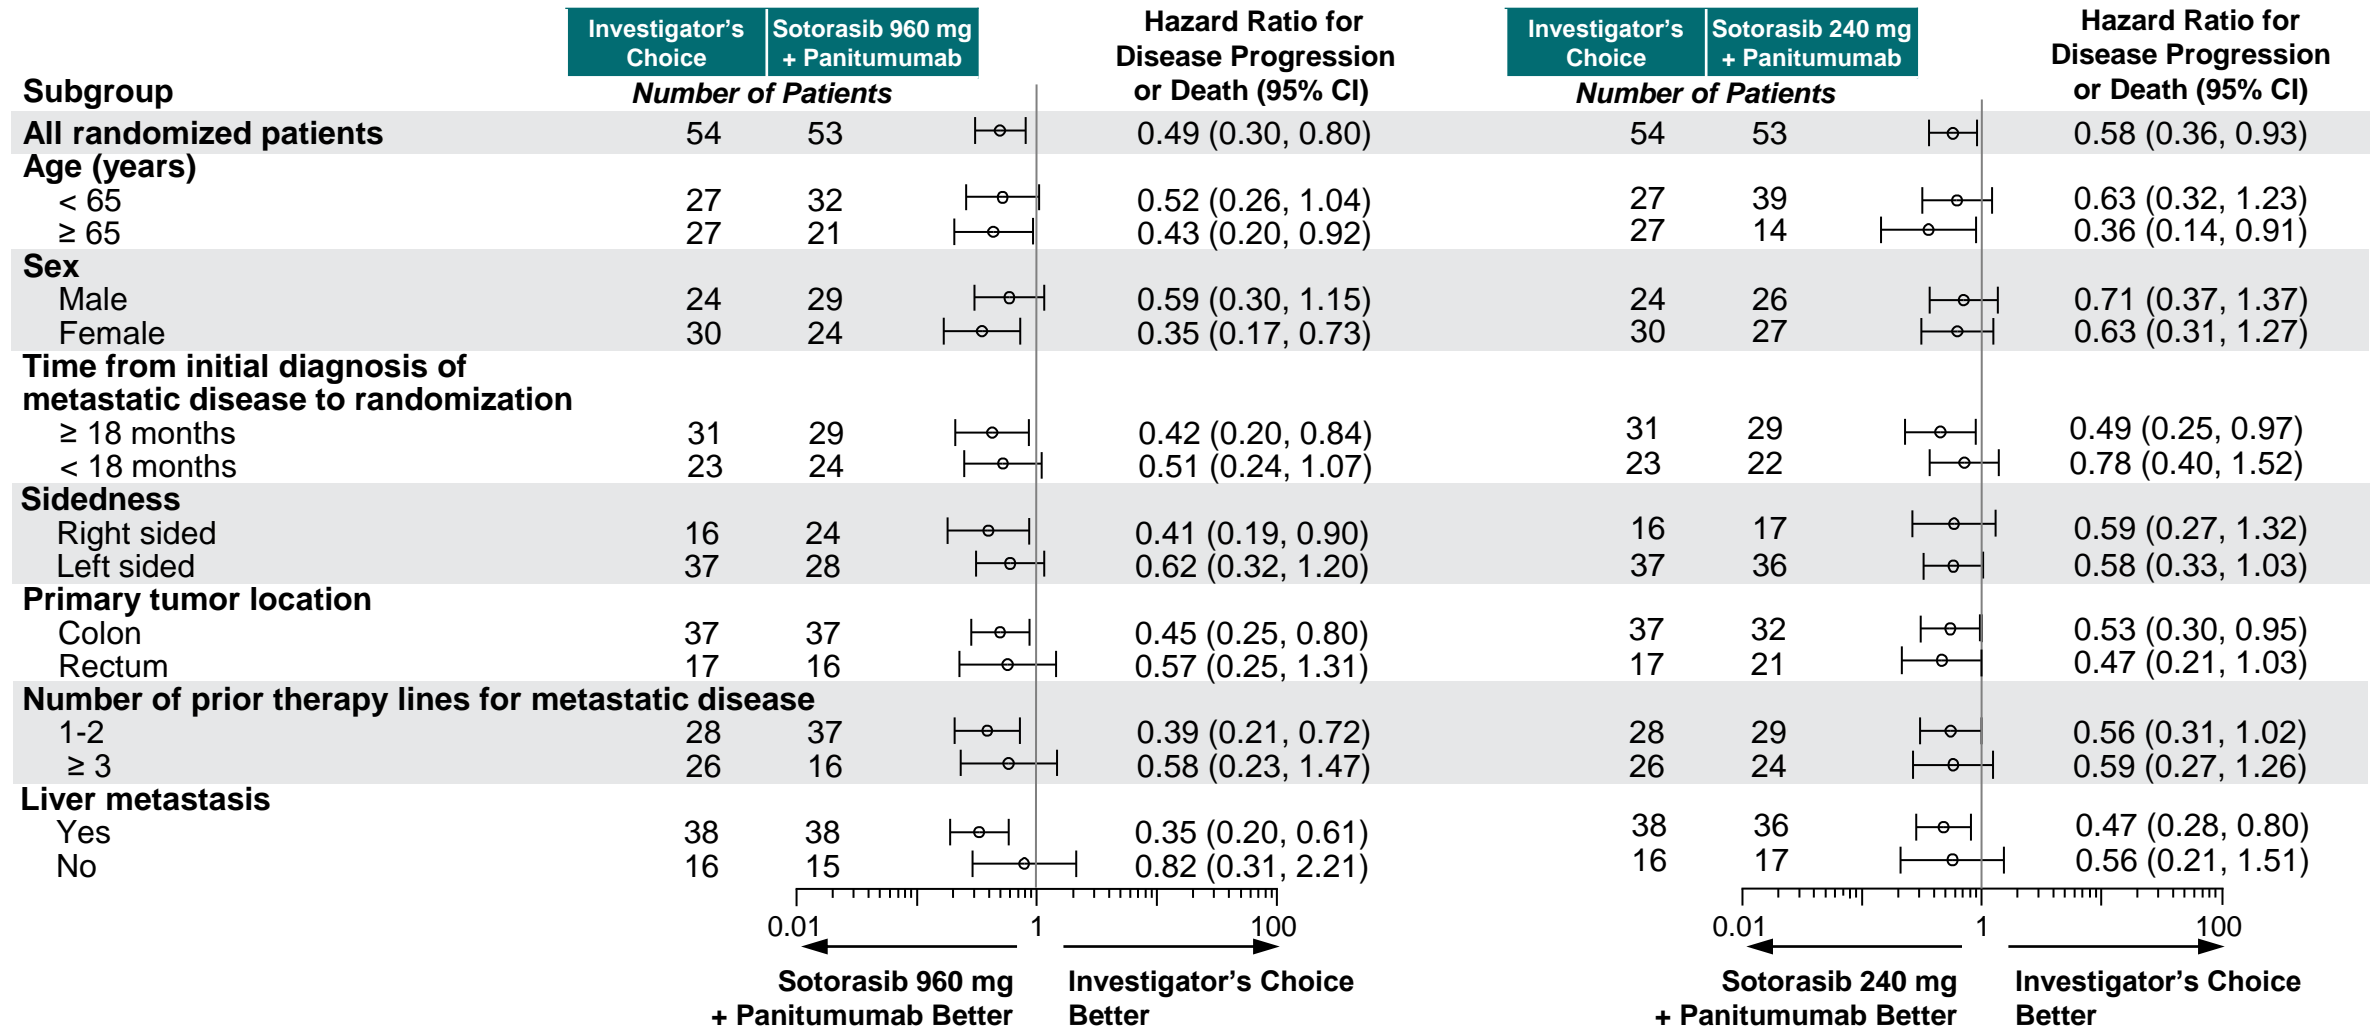 Investigator's Choice Sotorasib 960 mg + Panitumumab Hazard Ratio for Disease Progression or Death (95% CI) Investigator's Choice Sotorasib 240 mg + Panitumumab Hazard Ratio for Disease Progression or Death (95% CI)
Subgroup Number of Patients Number of Patients
All randomized patients 54 53 0.49 (0.30, 0.80) 54 53 0.58 (0.36, 0.93)
Age (years)
< 65 27 32 0.52 (0.26, 1.04) 27 39 0.63 (0.32, 1.23)
≥ 65 27 21 0.43 (0.20, 0.92) 27 14 0.36 (0.14, 0.91)
Sex
Male 24 29 0.59 (0.30, 1.15) 24 26 0.71 (0.37, 1.37)
Female 30 24 0.35 (0.17, 0.73) 30 27 0.63 (0.31, 1.27)
Time from initial diagnosis of
metastatic disease to randomization
≥ 18 months 31 29 0.42 (0.20, 0.84) 31 29 0.49 (0.25, 0.97)
< 18 months 23 24 0.51 (0.24, 1.07) 23 22 0.78 (0.40, 1.52)
Sidedness
Right sided 16 24 0.41 (0.19, 0.90) 16 17 0.59 (0.27, 1.32)
Left sided 37 28 0.62 (0.32, 1.20) 37 36 0.58 (0.33, 1.03)
Primary tumor location
Colon 37 37 0.45 (0.25, 0.80) 37 32 0.53 (0.30, 0.95)
Rectum 17 16 0.57 (0.25, 1.31) 17 21 0.47 (0.21, 1.03)
Number of prior therapy lines for metastatic disease
1-2 28 37 0.39 (0.21, 0.72) 28 29 0.56 (0.31, 1.02)
≥ 3 26 16 0.58 (0.23, 1.47) 26 24 0.59 (0.27, 1.26)
Liver metastasis
Yes 38 38 0.35 (0.20, 0.61) 38 36 0.47 (0.28, 0.80)
No 16 15 0.82 (0.31, 2.21) 16 17 0.56 (0.21, 1.51)
0.01 1 100 0.01 1 100
Sotorasib 960 mg Investigator's Choice Sotorasib 240 mg Investigator's Choice
+ Panitumumab Better Better + Panitumumab Better Better